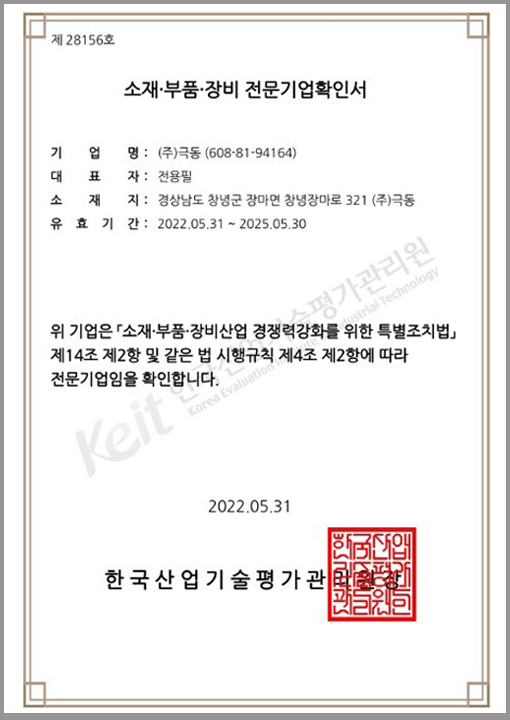 제 28156호
소재·부품·장비 전문기업확인서
기 업 명 : (주)극동 (608-81-94164)
대 표 자 : 전용필
소 재 지 : 경상남도 창녕군 장마면 창녕장마로 321 (주)극동
유 효 기 간 : 2022.05.31 ~ 2025.05.30
위 기업은 「소재·부품·장비산업 경쟁력강화를 위한 특별조치법」
제14조 제2항 및 같은 법 시행규칙 제4조 제2항에 따라
전문기업임을 확인합니다.
Keit 한국산업기술평가관리원
Korea Evaluation Institute of Industrial Technology
2022.05.31
한국산업기술평가관리원장